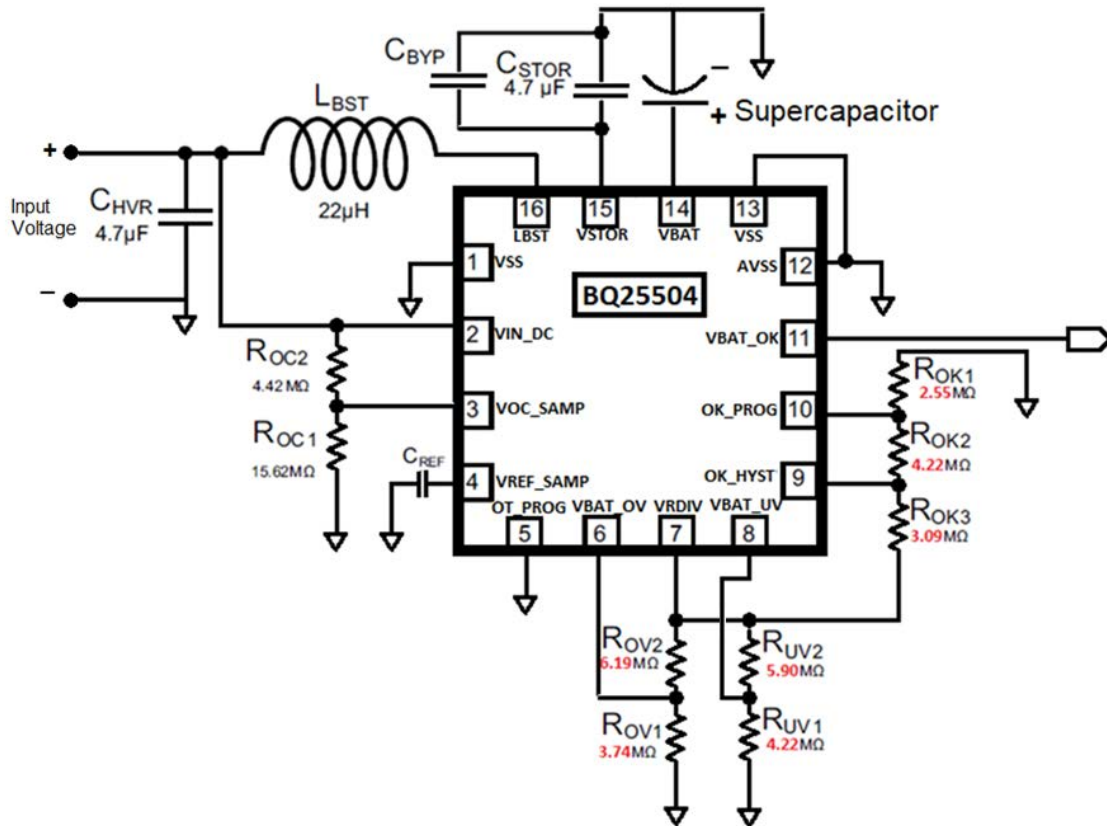 CBYP
CSTOR
4.7 µF
−
+ Supercapacitor
LBST
22µH
+
Input
Voltage
−
CHVR
4.7µF
16
15
14
13
LBST
VSTOR
VBAT
VSS
1
VSS
AVSS
12
BQ25504
2
VIN_DC
VBAT_OK
11
ROC2
4.42 MΩ
3
VOC_SAMP
OK_PROG
10
ROK1
2.55MΩ
ROK2
4.22MΩ
ROC1
15.62MΩ
CREF
4
VREF_SAMP
OK_HYST
9
ROK3
3.09MΩ
OT_PROG
VBAT_OV
VRDIV
VBAT_UV
5
6
7
8
ROV2
6.19MΩ
RUV2
5.90MΩ
ROV1
3.74MΩ
RUV1
4.22MΩ